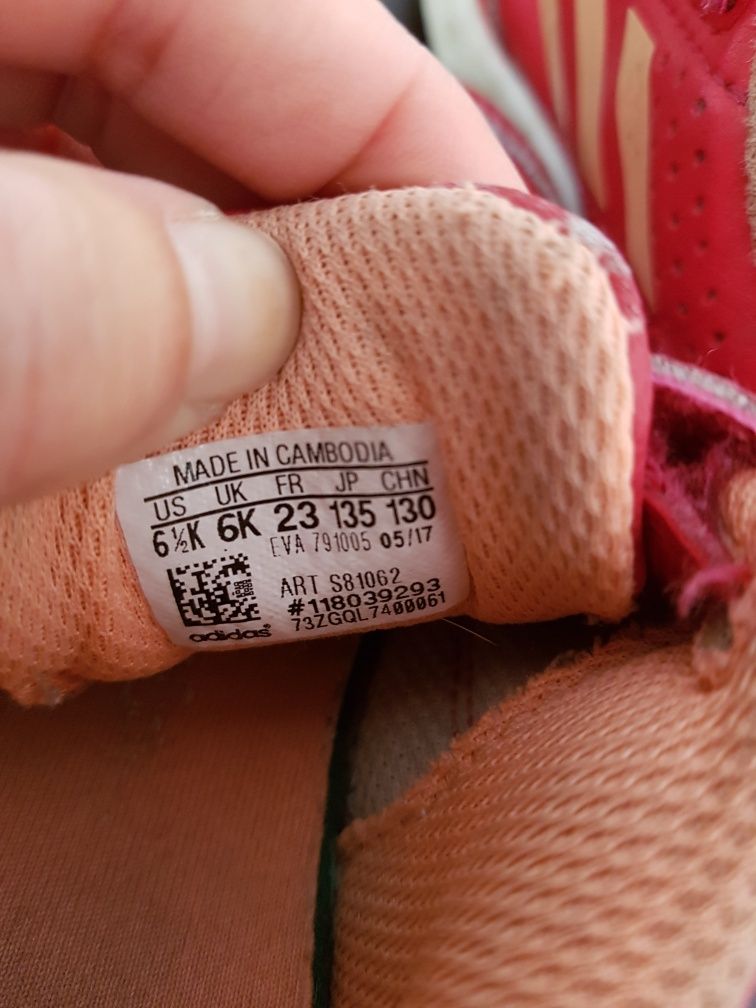 MADE IN CAMBODIA
US UK FR JP CHN
6½K 6K 23 135 130
EVA 791005 05/17
ART S81062
#118039293
73ZGQL7400061
adidas